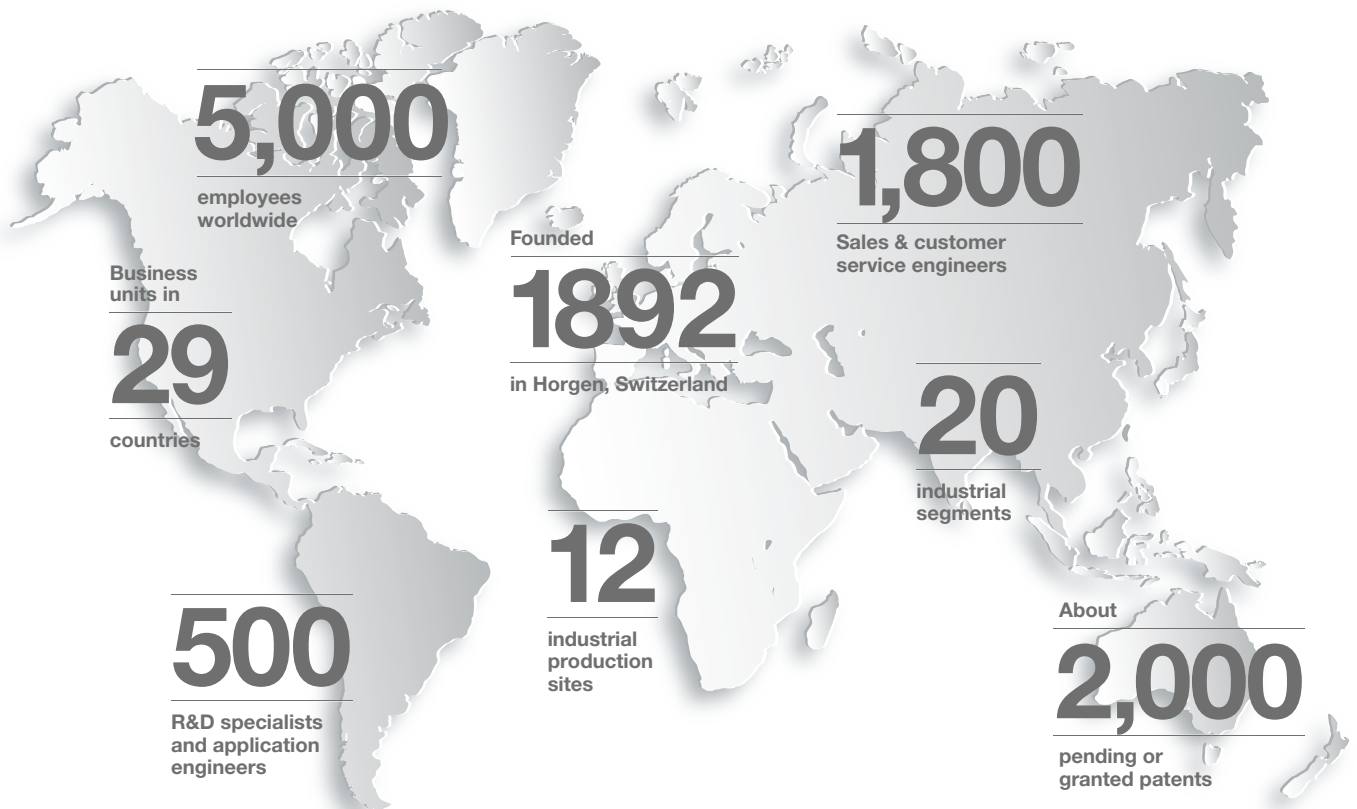 5,000
employees
worldwide
1,800
Sales & customer
service engineers
Founded
1892
in Horgen, Switzerland
Business
units in
29
countries
20
industrial
segments
12
industrial
production
sites
500
R&D specialists
and application
engineers
About
2,000
pending or
granted patents